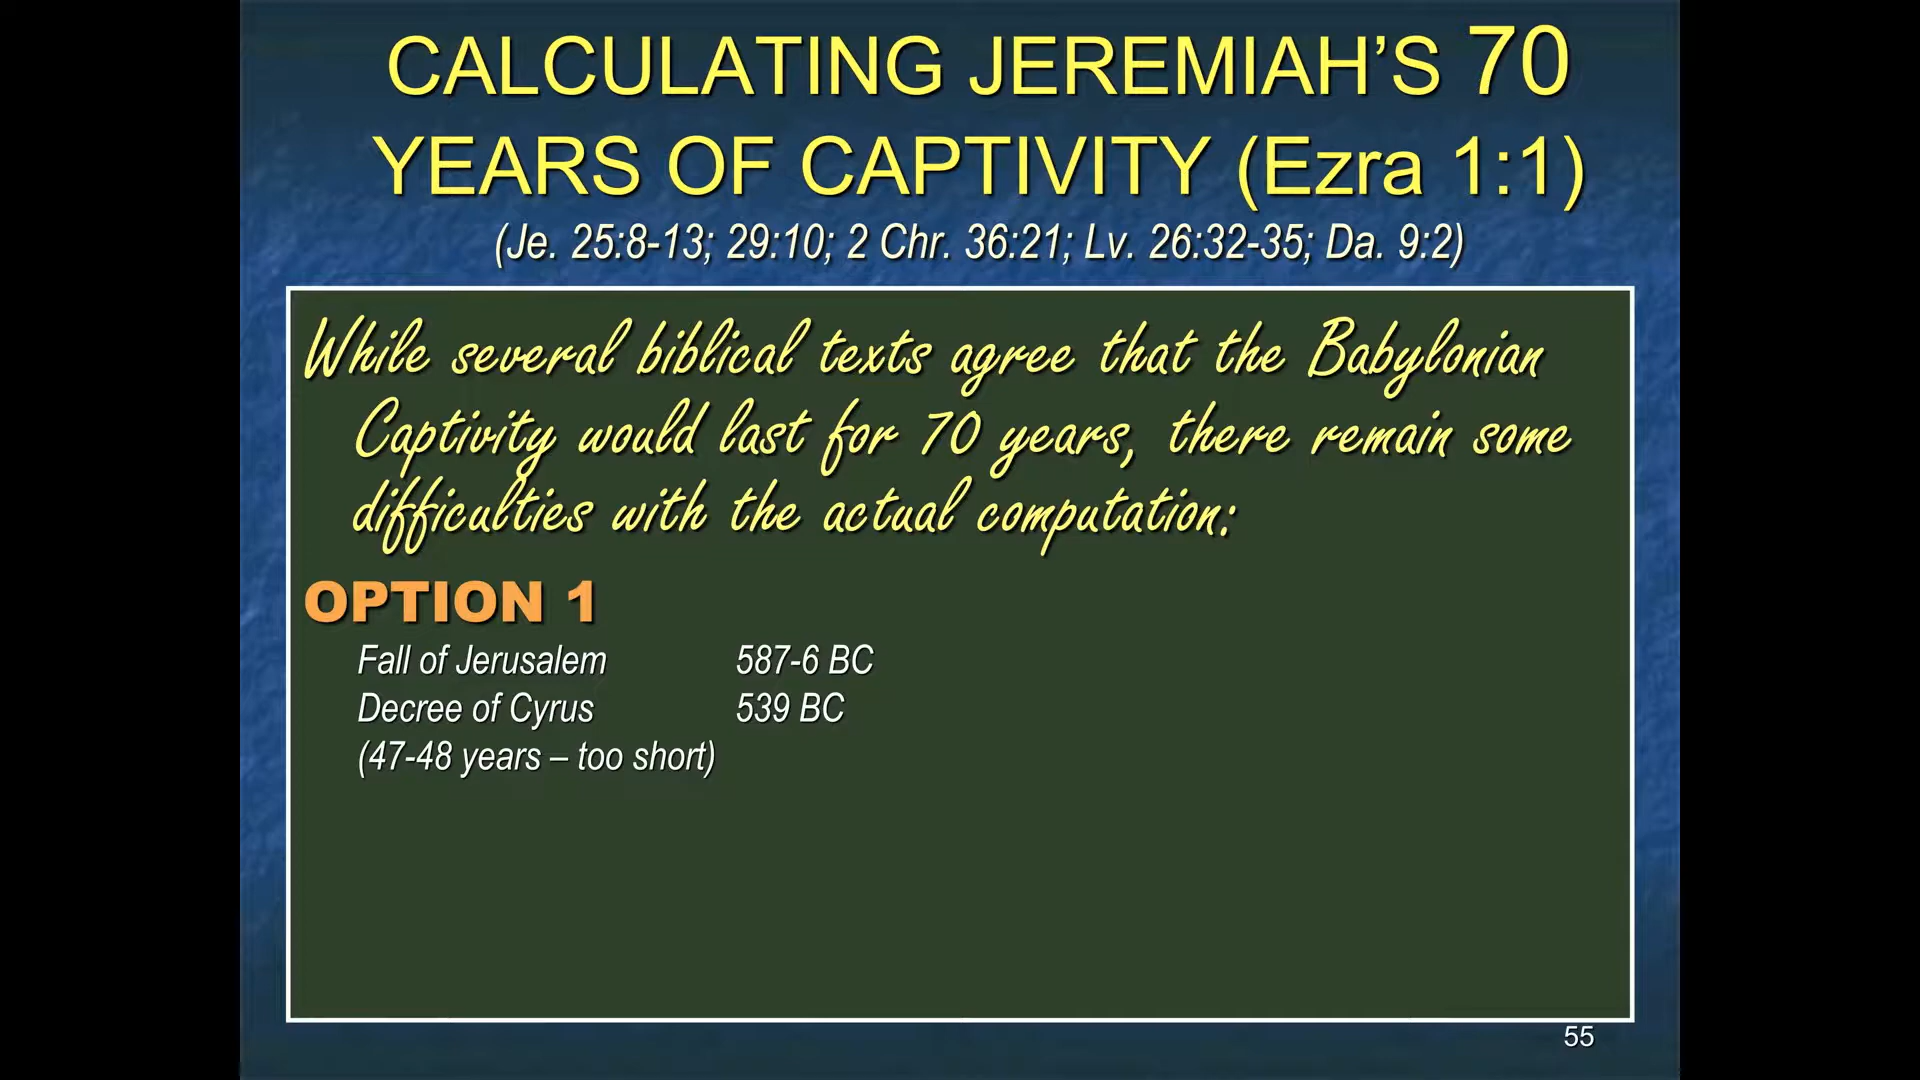 CALCULATING JEREMIAH’S 70
YEARS OF CAPTIVITY (Ezra 1:1)
(Je. 25:8-13; 29:10; 2 Chr. 36:21; Lv. 26:32-35; Da. 9:2)
While several biblical texts agree that the Babylonian
Captivity would last for 70 years, there remain some
difficulties with the actual computation:
OPTION 1
Fall of Jerusalem 587-6 BC
Decree of Cyrus 539 BC
(47-48 years – too short)
55